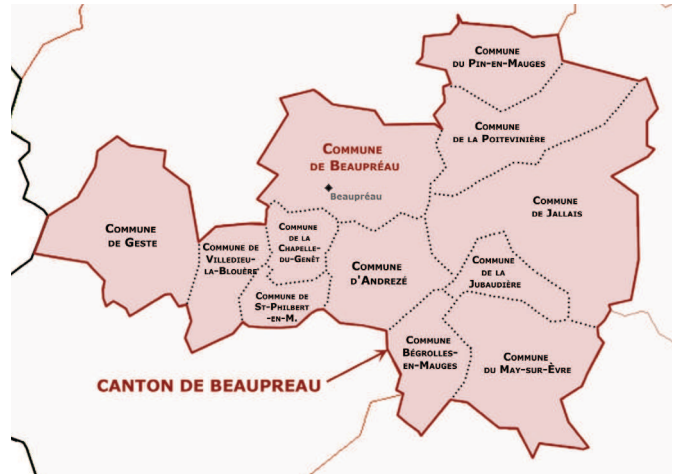 COMMUNE
DU PIN-EN-MAUGES
COMMUNE
DE LA POITEVINIÈRE
COMMUNE
DE BEAUPRÉAU
Beaupréau
COMMUNE
DE JALLAIS
COMMUNE
DE GESTE
COMMUNE DE
VILLEDIEU-
LA-BLOUÈRE
COMMUNE
DE LA
CHAPELLE-
DU-GENÊT
COMMUNE
D'ANDREZÉ
COMMUNE
DE LA
JUBAUDIÈRE
COMMUNE DE
ST-PHILBERT
-EN-M.
COMMUNE
BÉGROLLES-
EN-MAUGES
COMMUNE
DU MAY-SUR-ÈVRE
CANTON DE BEAUPREAU